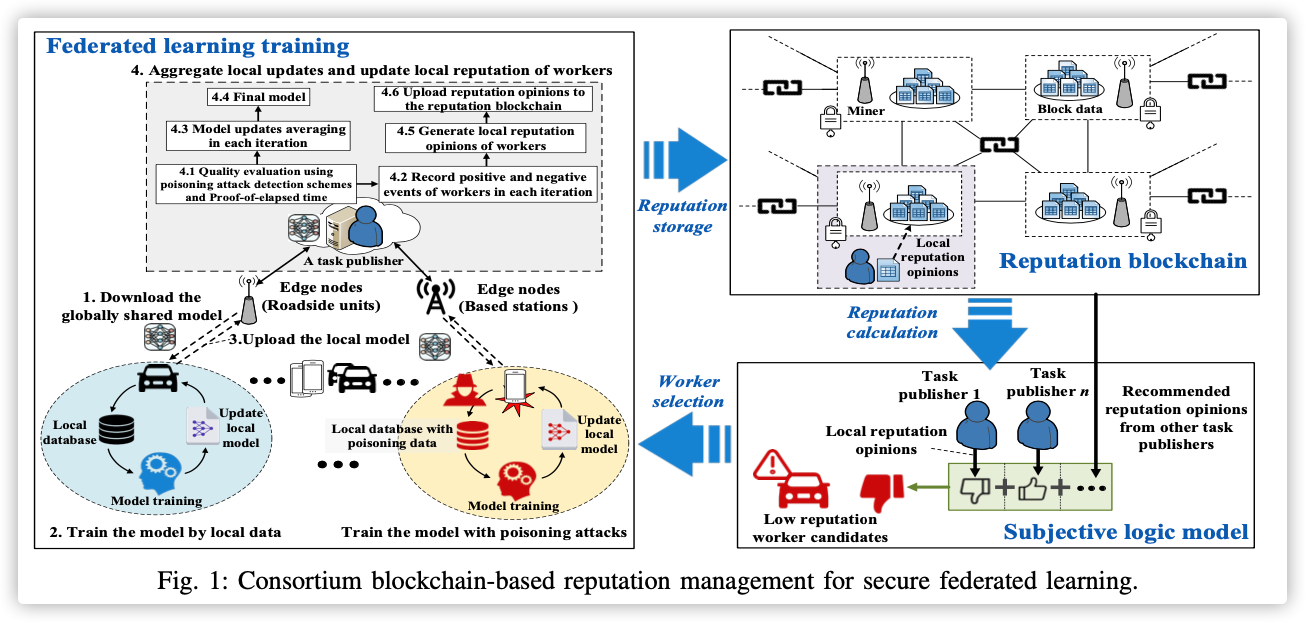 Federated learning training
4. Aggregate local updates and update local reputation of workers
4.4 Final model
4.3 Model updates averaging
in each iteration
4.1 Quality evaluation using
poisoning attack detection schemes
and Proof-of-elapsed time
4.6 Upload reputation opinions to
the reputation blockchain
4.5 Generate local reputation
opinions of workers
4.2 Record positive and negative
events of workers in each iteration
A task publisher
1. Download the
globally shared model
Edge nodes
(Roadside units)
Edge nodes
(Based stations )
3.Upload the local model
Local
database
Update
local
model
Model training
2. Train the model by local data
Local database with
poisoning data
Update
local
model
Model training
Train the model with poisoning attacks
Reputation
storage
Miner
Block data
Local
reputation
opinions
Reputation blockchain
Reputation
calculation
Worker
selection
Task
publisher 1
Task
publisher n
Recommended
reputation opinions
from other task
publishers
Local reputation
opinions
Low reputation
worker candidates
Subjective logic model
Fig. 1: Consortium blockchain-based reputation management for secure federated learning.